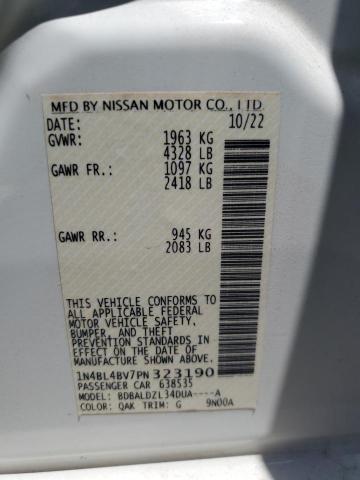 MFD BY NISSAN MOTOR CO., LTD.
DATE: 10/22
GVWR: 1963 KG
4328 LB
GAWR FR.: 1097 KG
2418 LB
GAWR RR.: 945 KG
2083 LB
THIS VEHICLE CONFORMS TO
ALL APPLICABLE FEDERAL
MOTOR VEHICLE SAFETY,
BUMPER, AND THEFT
PREVENTION STANDARDS IN
EFFECT ON THE DATE OF
MANUFACTURE SHOWN ABOVE.
1N4BL4BV7PN323190
PASSENGER CAR 638535
MODEL: BDBALDZL34DUA----A
COLOR: QAK TRIM: G 9N00A